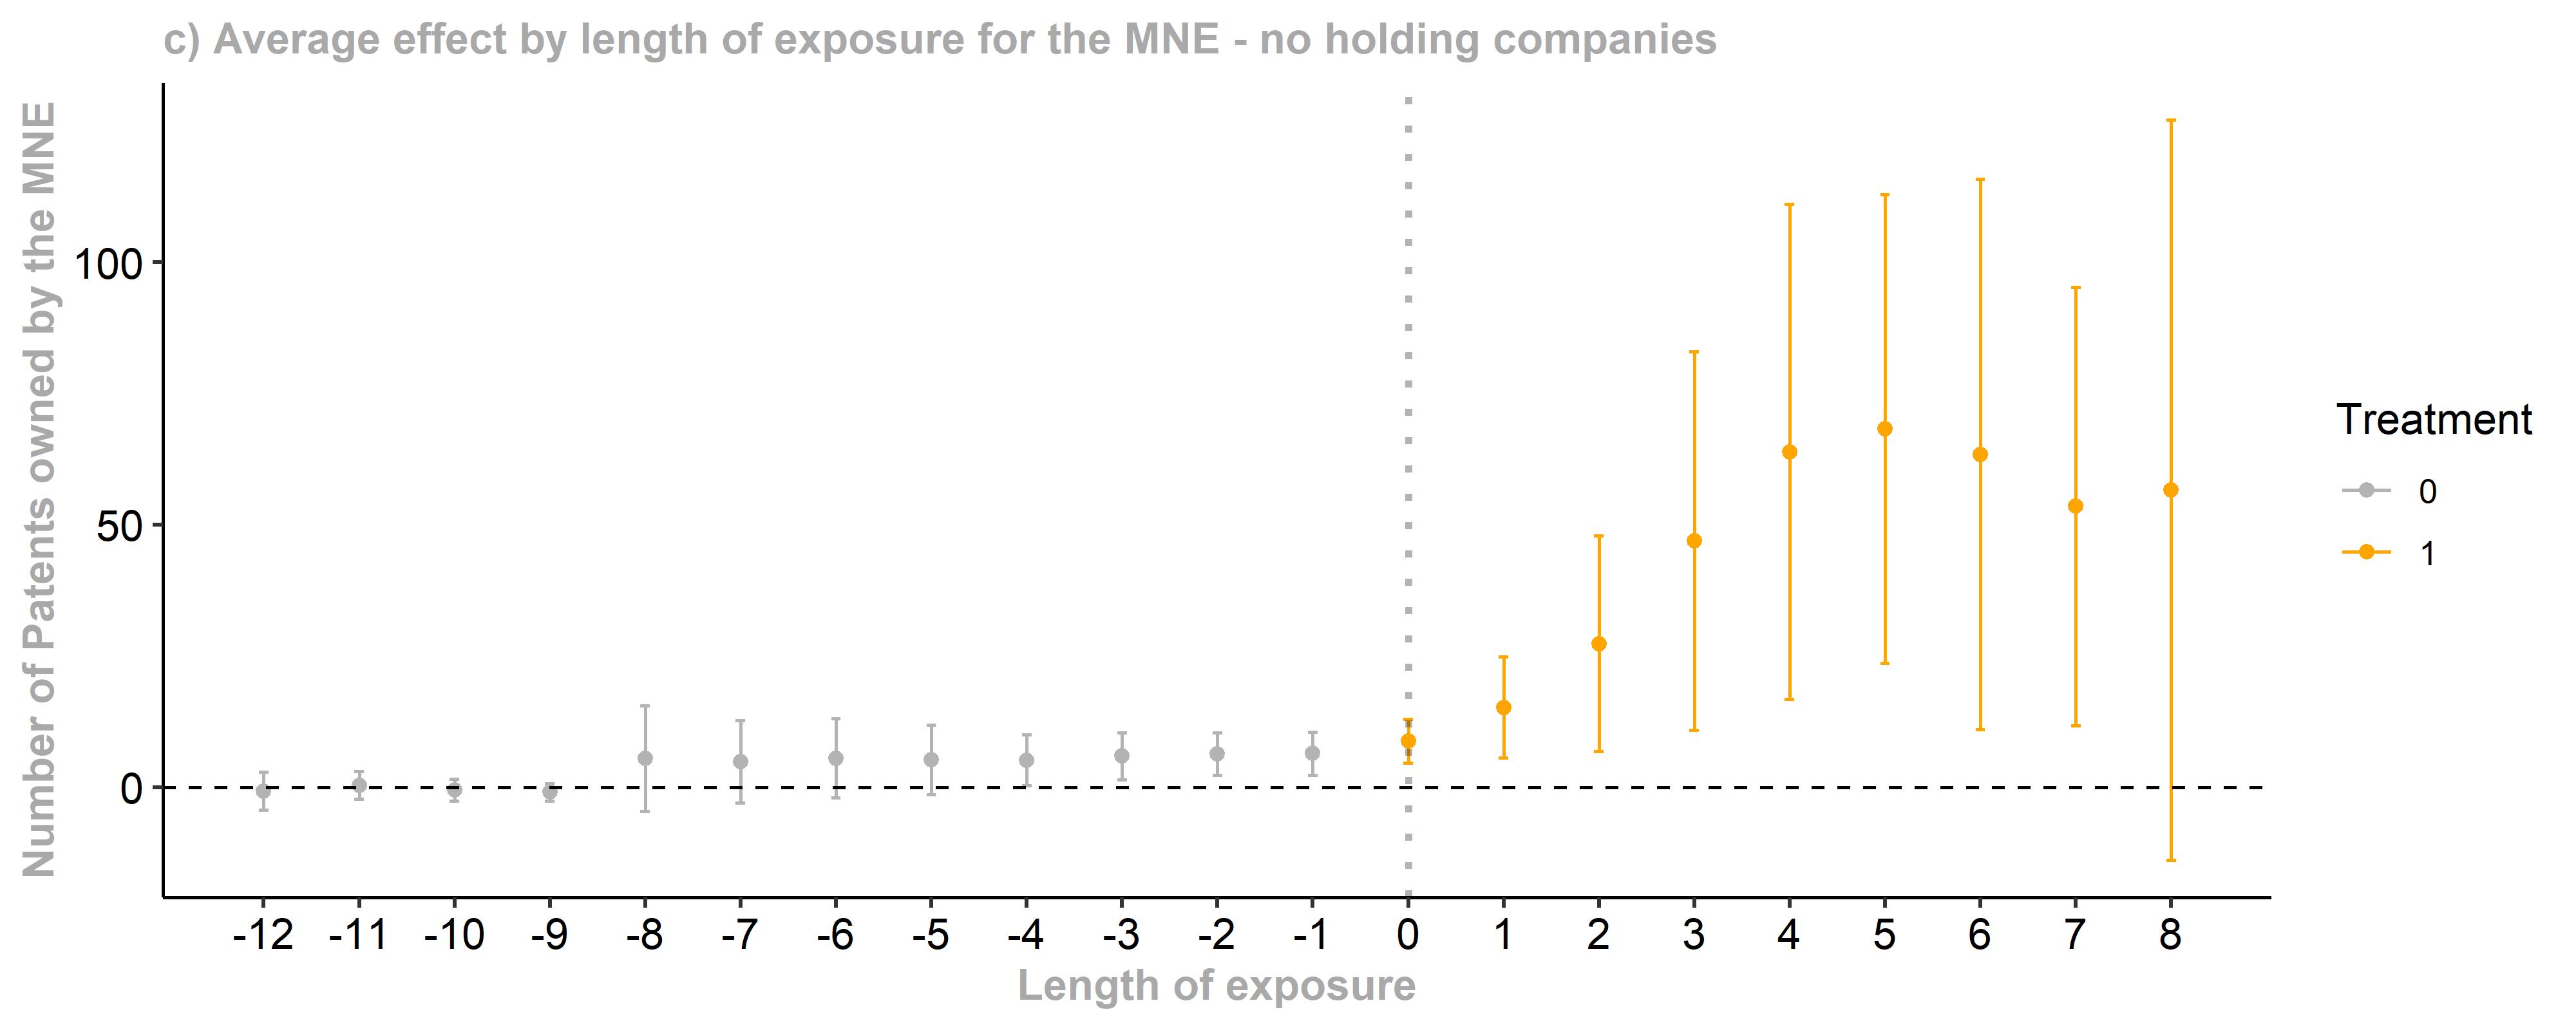 c) Average effect by length of exposure for the MNE - no holding companies
Number of Patents owned by the MNE
100
50
0
-12 -11 -10 -9 -8 -7 -6 -5 -4 -3 -2 -1 0 1 2 3 4 5 6 7 8
Length of exposure
Treatment
0
1